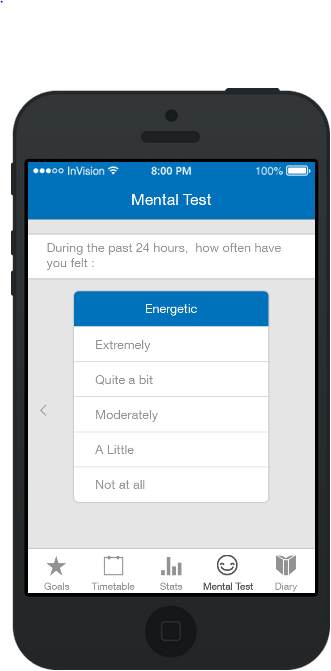 InVision 8:00 PM 100%
Mental Test
During the past 24 hours, how often have
you felt :
Energetic
Extremely
Quite a bit
Moderately
A Little
Not at all
Goals Timetable Stats Mental Test Diary